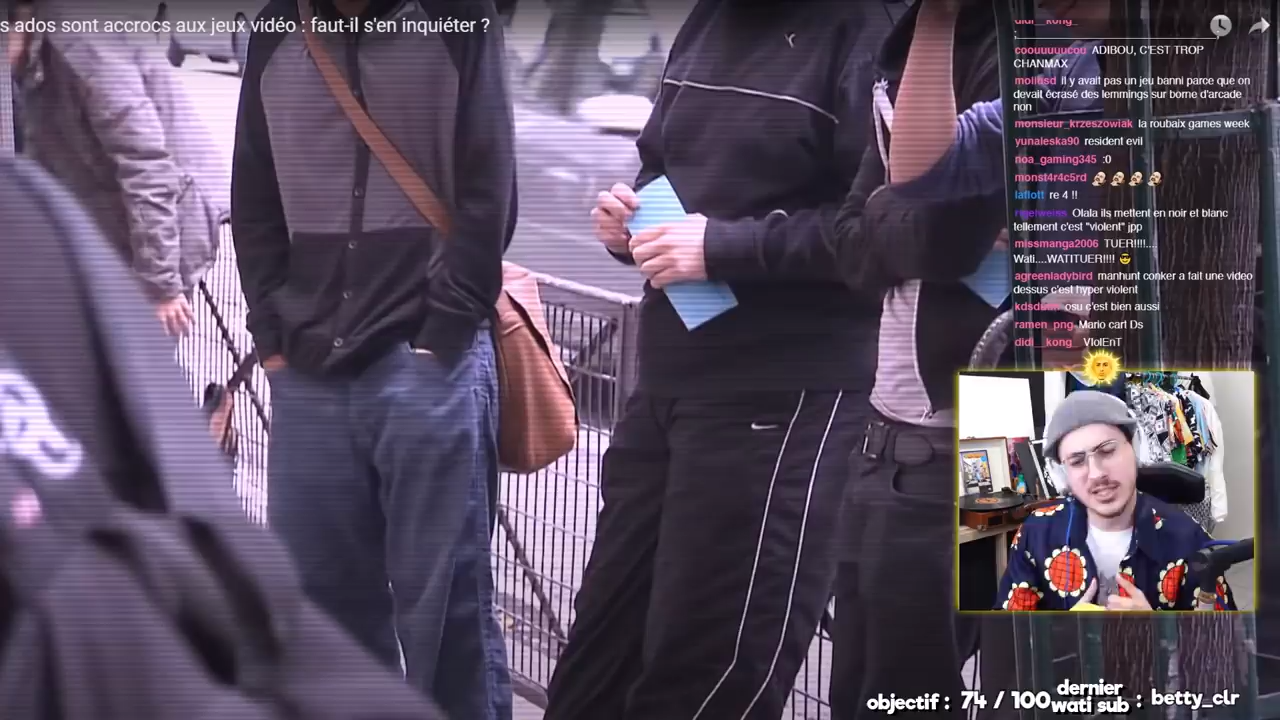 s ados sont accrocs aux jeux vidéo : faut-il s'en inquiéter ?
didi__kong_
:
coouuuuucou ADIBOU, C'EST TROP
CHANMAX
il y avait pas un jeu banni parce que on
devait écrasé des lemmings sur borne d'arcade
non
monsieur_krzeszowiak la roubaix games week
yunaleska90 resident evil
noa_gaming345 :0
monst4r4c5rd
laflott re 4 !!
Olala ils mettent en noir et blanc
tellement c'est "violent" jpp
missmanga2006 TUER!!!!....
Wati....WATITUER!!!! 😎
agreenladybird manhunt conker a fait une video
dessus c'est hyper violent
osu c'est bien aussi
ramen_png Mario carl Ds
didi__kong_ VIolEnT
objectif : 74 / 100
dernier
wati sub : betty_clr